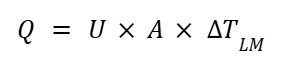 Q = U × A × ΔT_LM